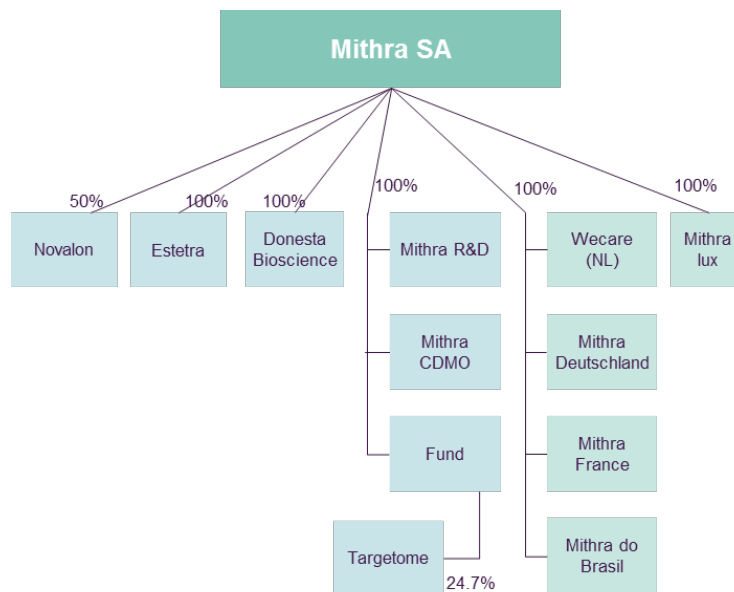 Mithra SA
50%
100%
100%
100%
100%
100%
Novalon
Estetra
Donesta
Bioscience
Mithra R&D
Wecare
(NL)
Mithra
lux
Mithra
CDMO
Mithra
Deutschland
Fund
Mithra
France
Targetome
24.7%
Mithra do
Brasil